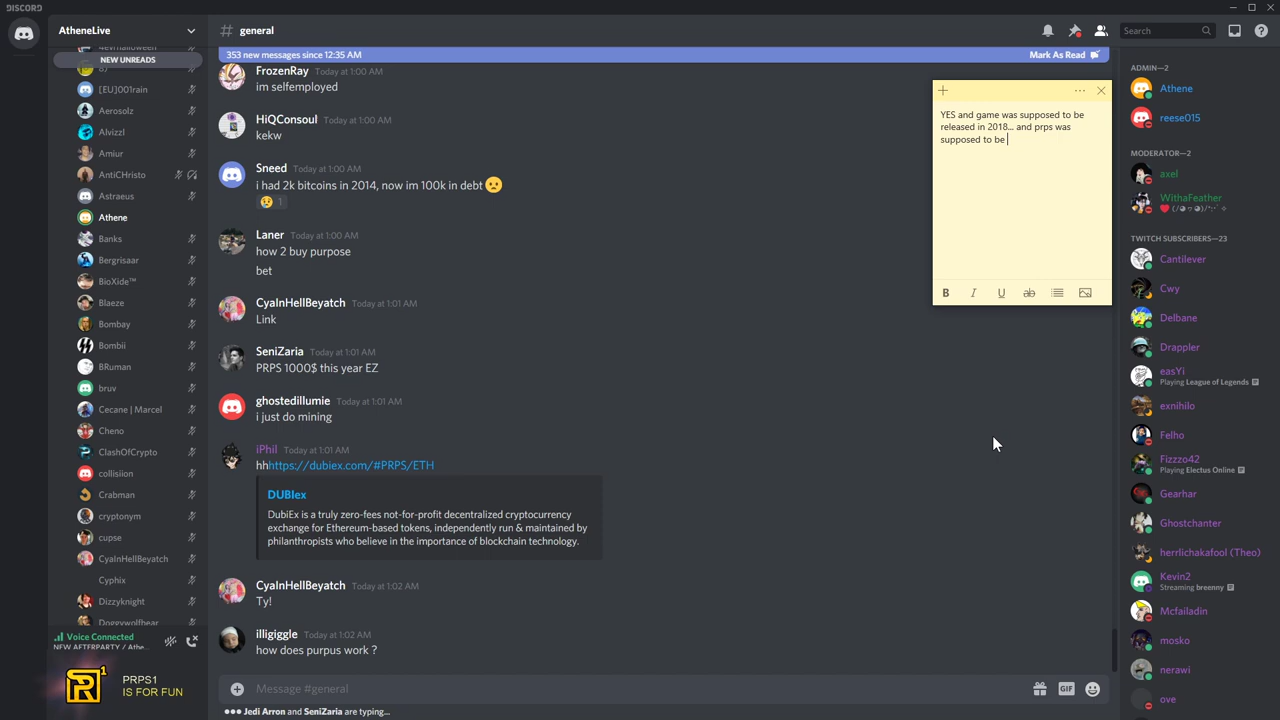 DISCORD
AtheneLive
# general
Search
353 new messages since 12:35 AM
Mark As Read
4evrhalloween
NEW UNREADS
[EU]001rain
Aerosolz
Alvizzl
Amiur
AntiCHristo
Astraeus
Athene
Banks
Bergrisaar
BioXide™
Blaeze
Bombay
Bombii
BRuman
bruv
Cecane | Marcel
Cheno
ClashOfCrypto
collisiion
Crabman
cryptonym
cupse
CyaInHellBeyatch
Cyphix
Dizzyknight
Doggywolfbear
Voice Connected
NEW AFTERPARTY / Athe...
PRPS1
IS FOR FUN
FrozenRay Today at 1:00 AM
im selfemployed
HiQConsoul Today at 1:00 AM
kekw
Sneed Today at 1:00 AM
i had 2k bitcoins in 2014, now im 100k in debt
1
Laner Today at 1:00 AM
how 2 buy purpose
bet
CyaInHellBeyatch Today at 1:01 AM
Link
SeniZaria Today at 1:01 AM
PRPS 1000$ this year EZ
ghostedillumie Today at 1:01 AM
i just do mining
iPhil Today at 1:01 AM
hhhttps://dubiex.com/#PRPS/ETH
DUBIex
DubiEx is a truly zero-fees not-for-profit decentralized cryptocurrency
exchange for Ethereum-based tokens, independently run & maintained by
philanthropists who believe in the importance of blockchain technology.
CyaInHellBeyatch Today at 1:02 AM
Ty!
illigiggle Today at 1:02 AM
how does purpus work ?
Message #general
GIF
Jedi Arron and SeniZaria are typing...
YES and game was supposed to be
released in 2018... and prps was
supposed to be
B I U ab
ADMIN—2
Athene
reese015
MODERATOR—2
axel
WithaFeather
TWITCH SUBSCRIBERS—23
Cantilever
Cwy
Delbane
Drappler
easYi
Playing League of Legends
exnihilo
Felho
Fizzzo42
Playing Electus Online
Gearhar
Ghostchanter
herrlichakafool (Theo)
Kevin2
Streaming breenny
Mcfailadin
mosko
nerawi
ove